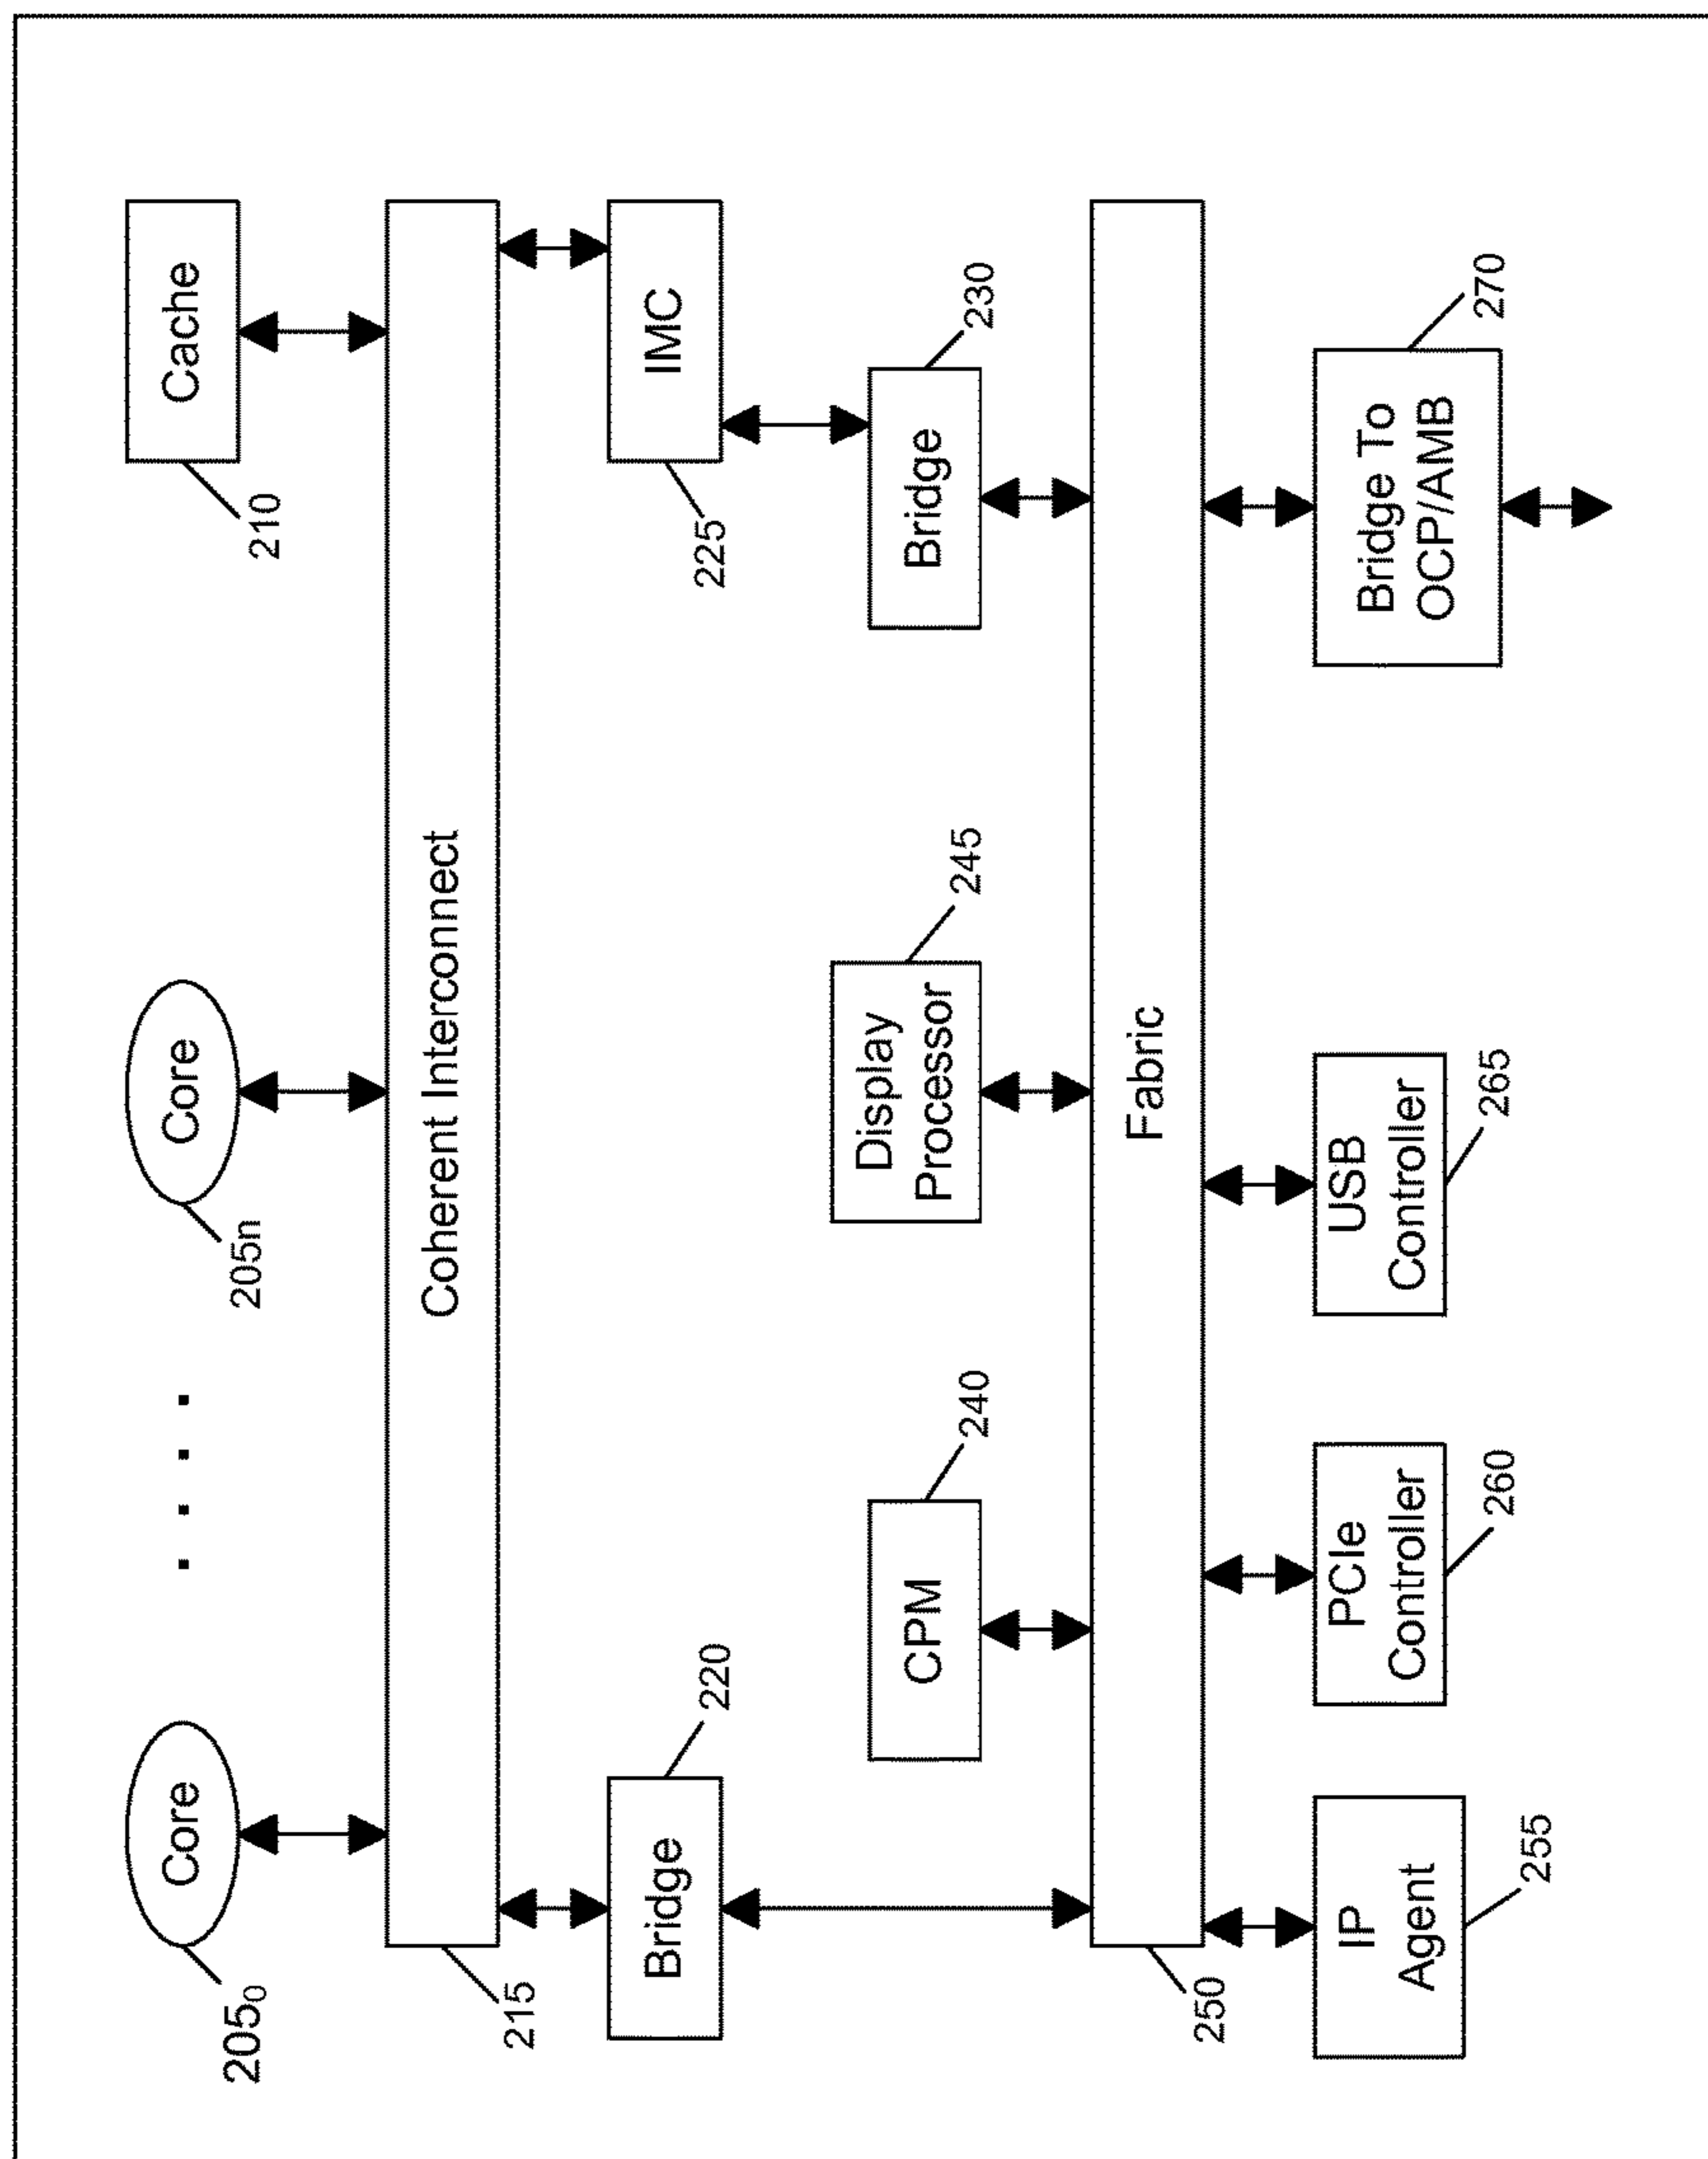 Core
Core
Cache
205₀
. . . .
205n
210
Coherent Interconnect
215
Bridge
220
IMC
225
CPM
240
Display
Processor
245
Bridge
230
Fabric
250
IP
Agent
255
PCIe
Controller
260
USB
Controller
265
Bridge To
OCP/AMB
270